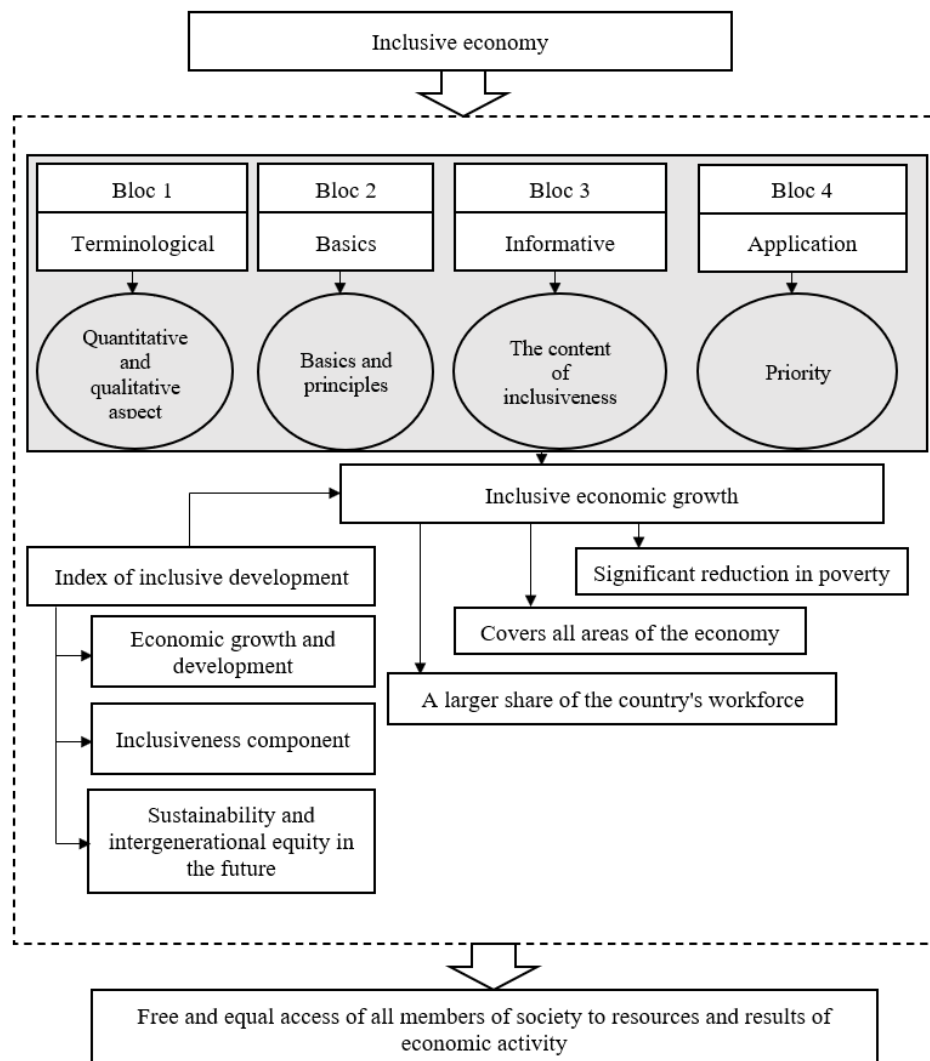 Inclusive economy
Bloc 1
Terminological
Quantitative
and
qualitative
aspect
Bloc 2
Basics
Basics and
principles
Bloc 3
Informative
The content
of
inclusiveness
Bloc 4
Application
Priority
Inclusive economic growth
Index of inclusive development
Economic growth and
development
Inclusiveness component
Sustainability and
intergenerational equity in
the future
Significant reduction in poverty
Covers all areas of the economy
A larger share of the country's workforce
Free and equal access of all members of society to resources and results of
economic activity